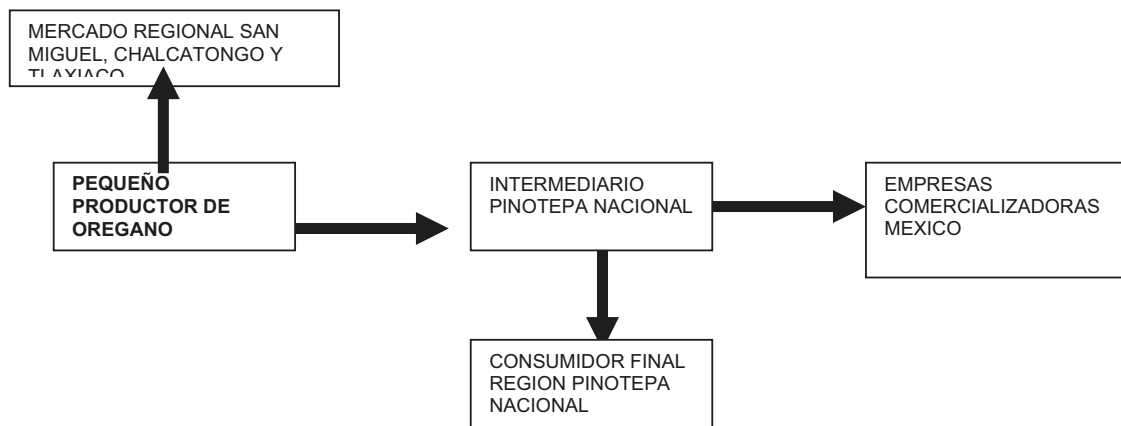 MERCADO REGIONAL SAN
MIGUEL, CHALCATONGO Y
TLAXIACO
PEQUEÑO
PRODUCTOR DE
OREGANO
INTERMEDIARIO
PINOTEPA NACIONAL
EMPRESAS
COMERCIALIZADORAS
MEXICO
CONSUMIDOR FINAL
REGION PINOTEPA
NACIONAL